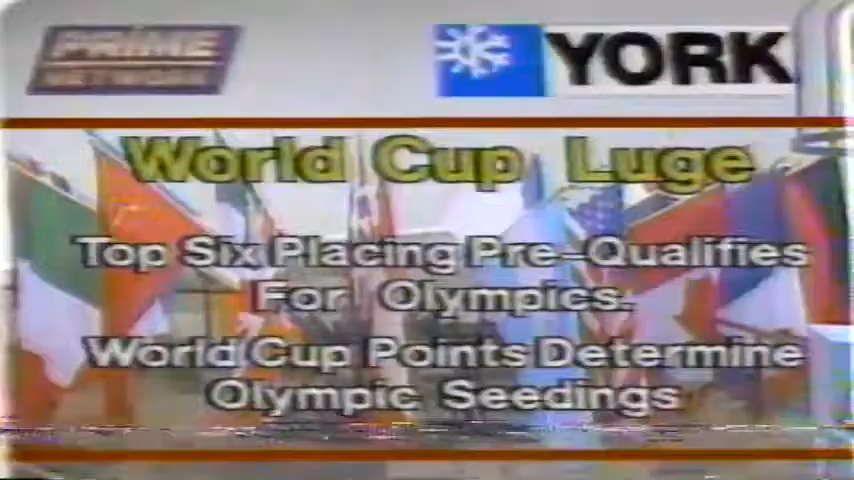 PRIME
NETWORK
YORK
World Cup Luge
Top Six Placing Pre-Qualifies
For Olympics.
World Cup Points Determine
Olympic Seedings